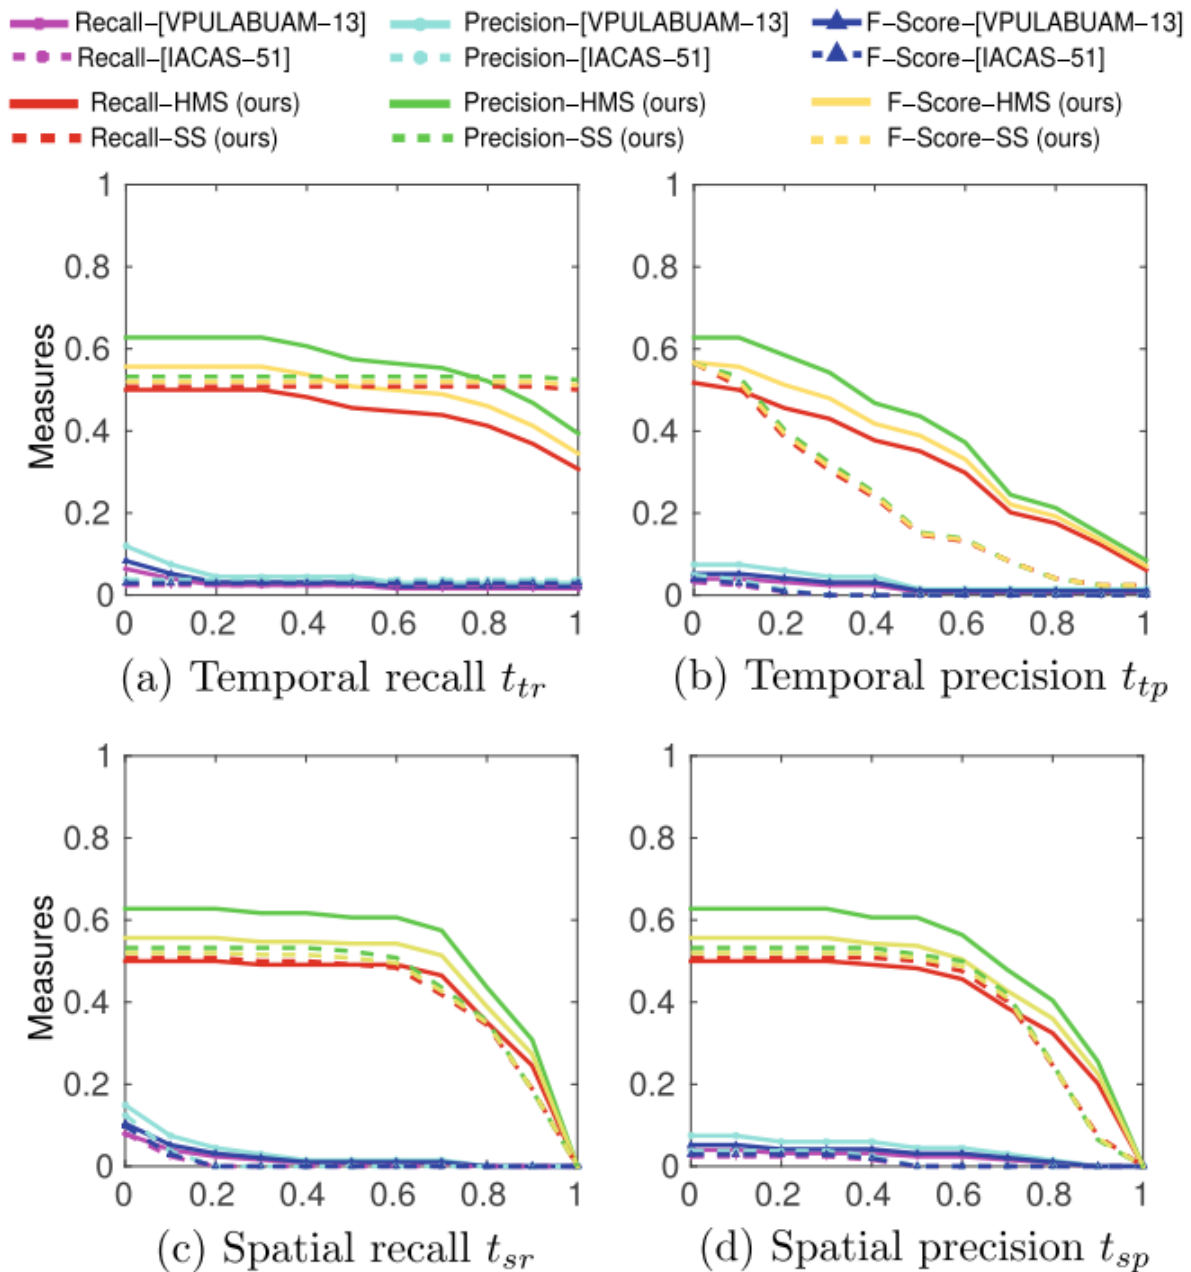 Recall–[VPULABUAM–13] Precision–[VPULABUAM–13] F–Score–[VPULABUAM–13]
Recall–[IACAS–51] Precision–[IACAS–51] F–Score–[IACAS–51]
Recall–HMS (ours) Precision–HMS (ours) F–Score–HMS (ours)
Recall–SS (ours) Precision–SS (ours) F–Score–SS (ours)
Measures
1
0.8
0.6
0.4
0.2
0
0 0.2 0.4 0.6 0.8 1
(a) Temporal recall t_tr
1
0.8
0.6
0.4
0.2
0
0 0.2 0.4 0.6 0.8 1
(b) Temporal precision t_tp
Measures
1
0.8
0.6
0.4
0.2
0
0 0.2 0.4 0.6 0.8 1
(c) Spatial recall t_sr
1
0.8
0.6
0.4
0.2
0
0 0.2 0.4 0.6 0.8 1
(d) Spatial precision t_sp